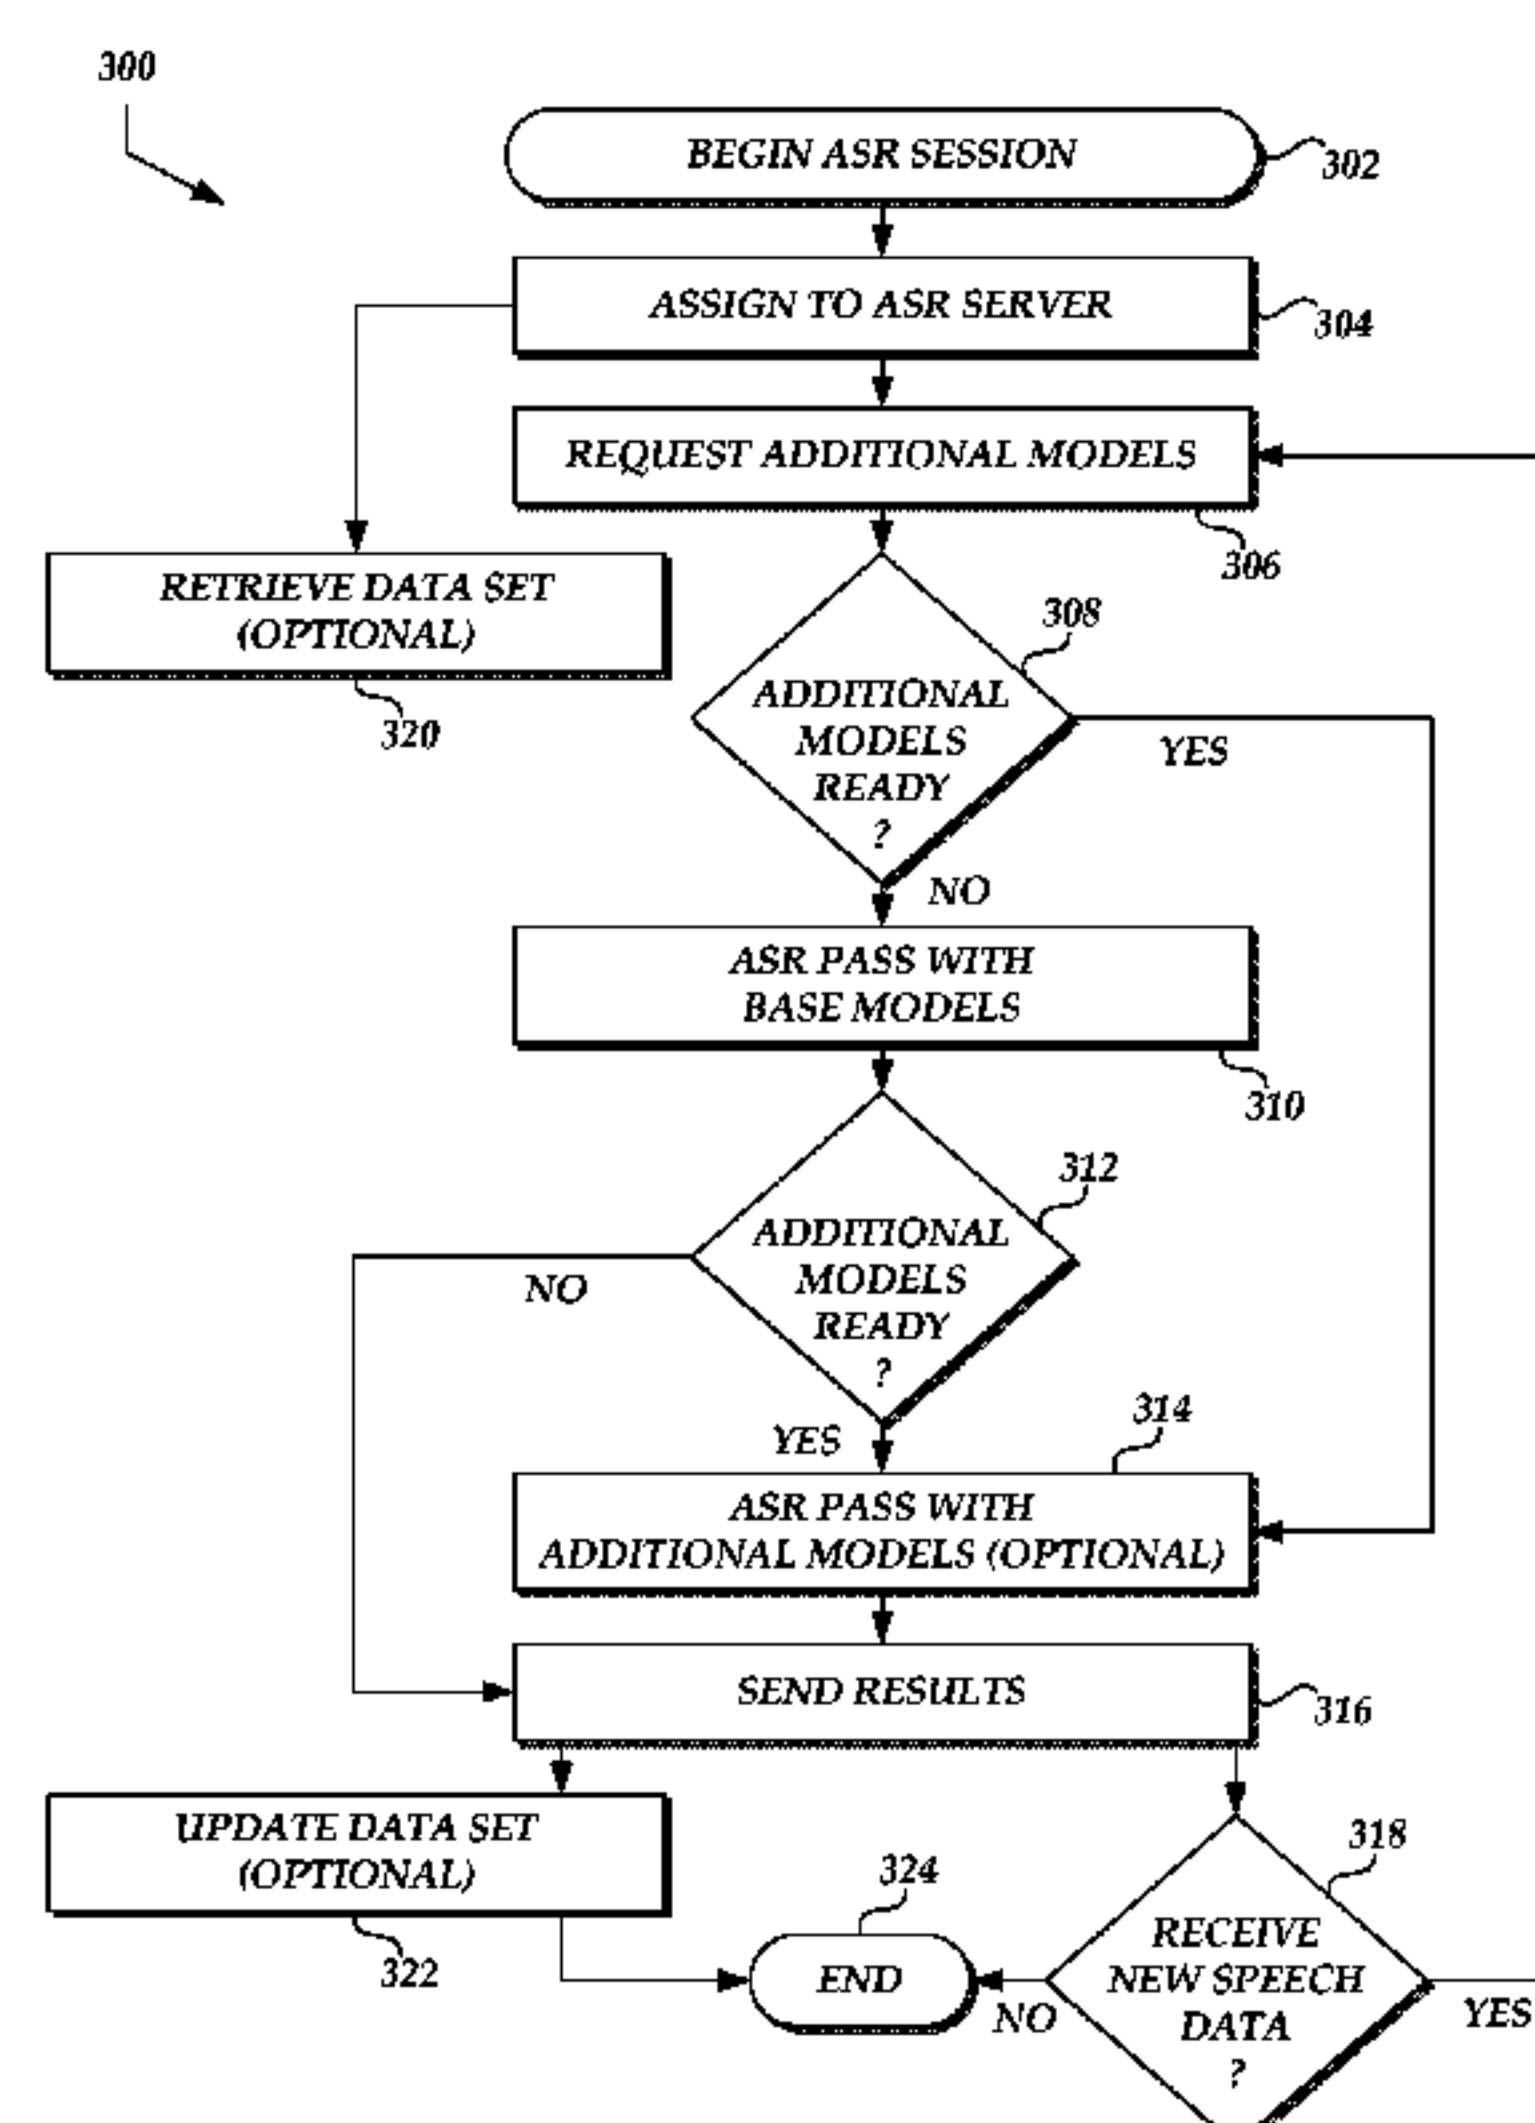 300
BEGIN ASR SESSION
302
ASSIGN TO ASR SERVER
304
REQUEST ADDITIONAL MODELS
306
RETRIEVE DATA SET
(OPTIONAL)
320
308
ADDITIONAL
MODELS
READY
?
YES
NO
ASR PASS WITH
BASE MODELS
310
312
ADDITIONAL
MODELS
READY
?
NO
YES
314
ASR PASS WITH
ADDITIONAL MODELS (OPTIONAL)
SEND RESULTS
316
UPDATE DATA SET
(OPTIONAL)
322
324
END
318
RECEIVE
NEW SPEECH
DATA
?
NO
YES